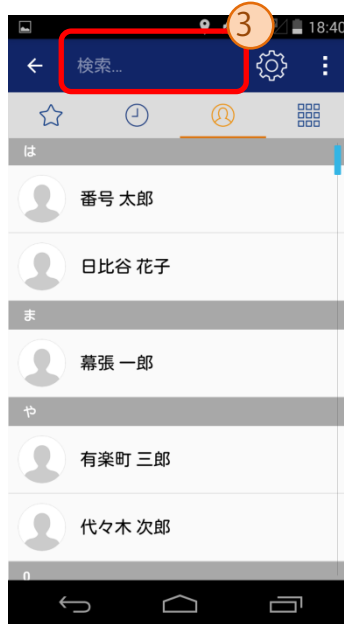 3
18:40
検索...
は
番号 太郎
日比谷 花子
ま
幕張 一郎
や
有楽町 三郎
代々木 次郎